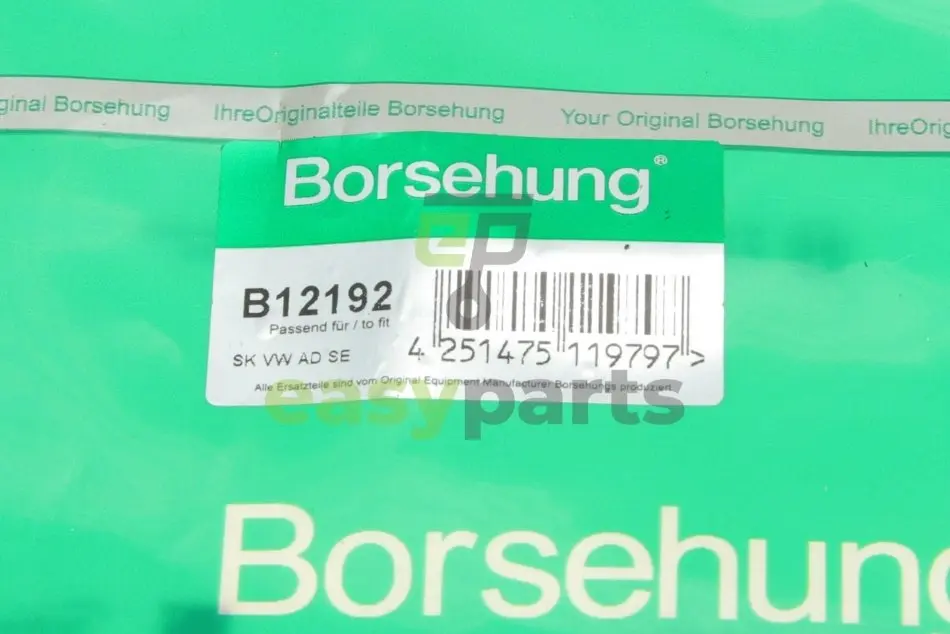 ginal Borsehung IhreOriginalteile Borsehung Your Original Borsehung IhreOrig
Borsehung®
ep
B12192
Passend für / to fit
SK VW AD SE
4 251475 119797 >
Alle Ersatzteile sind vom Original Equipment Manufacturer Borsehungs produziert
easyparts
Borsehung